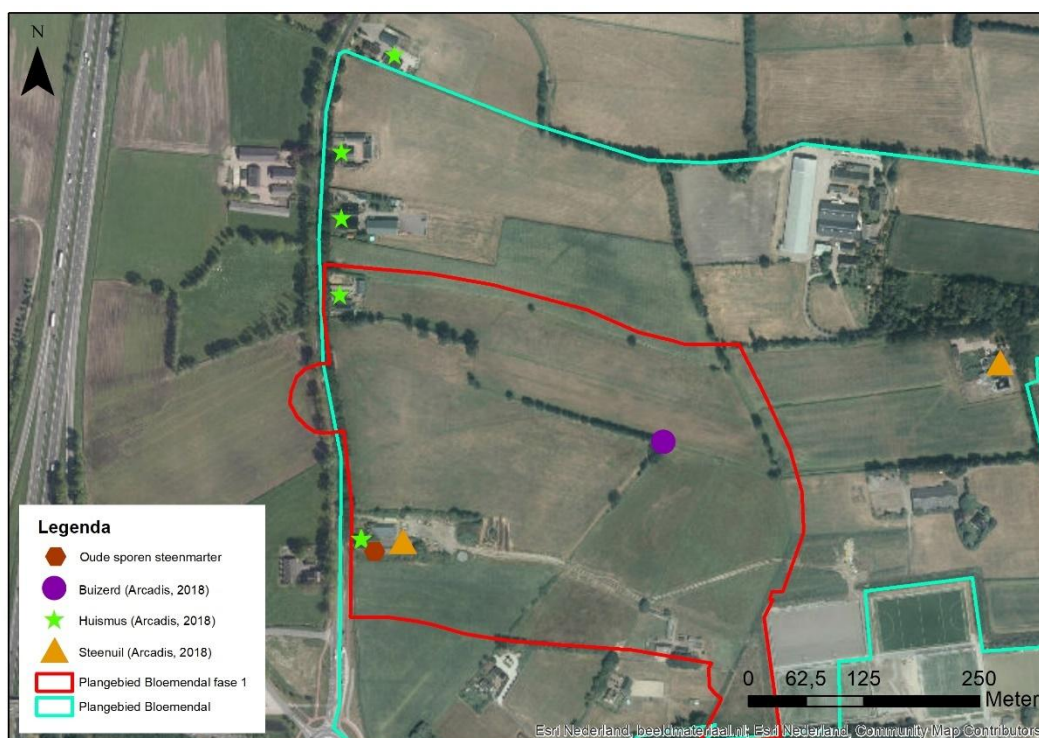 N
Legenda
Oude sporen steenmarter
Buizerd (Arcadis, 2018)
Huismus (Arcadis, 2018)
Steenuil (Arcadis, 2018)
Plangebied Bloemendal fase 1
Plangebied Bloemendal
0 62,5 125 250
Meter
Esri Nederland, beeldmateriaal.nl, Esri Nederland, Community Map Contributors